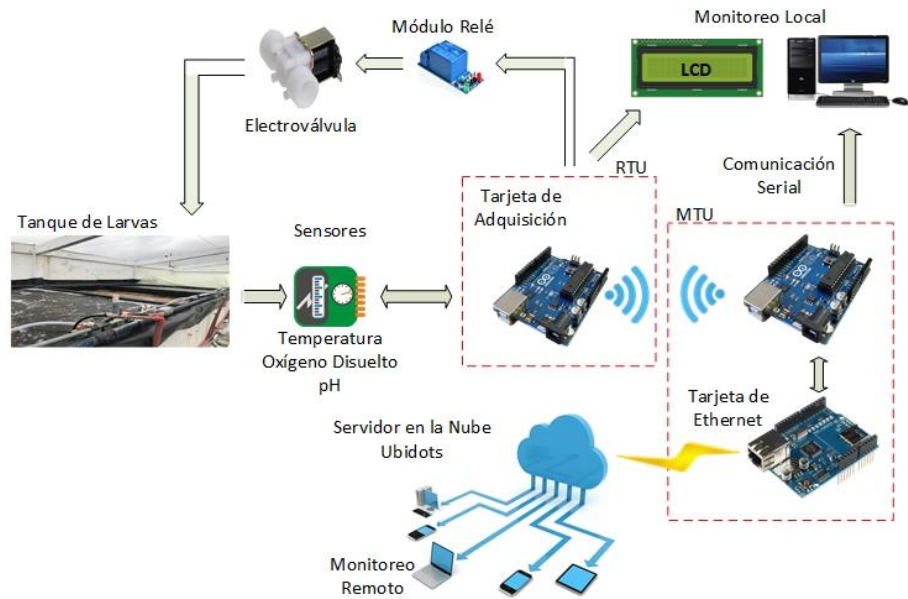 Monitoreo Local
Módulo Relé
LCD
Electroválvula
RTU
Comunicación
Serial
Tarjeta de
Adquisición
MTU
Tanque de Larvas
Sensores
Temperatura
Oxígeno Disuelto
pH
Tarjeta de
Ethernet
Servidor en la Nube
Ubidots
Monitoreo
Remoto